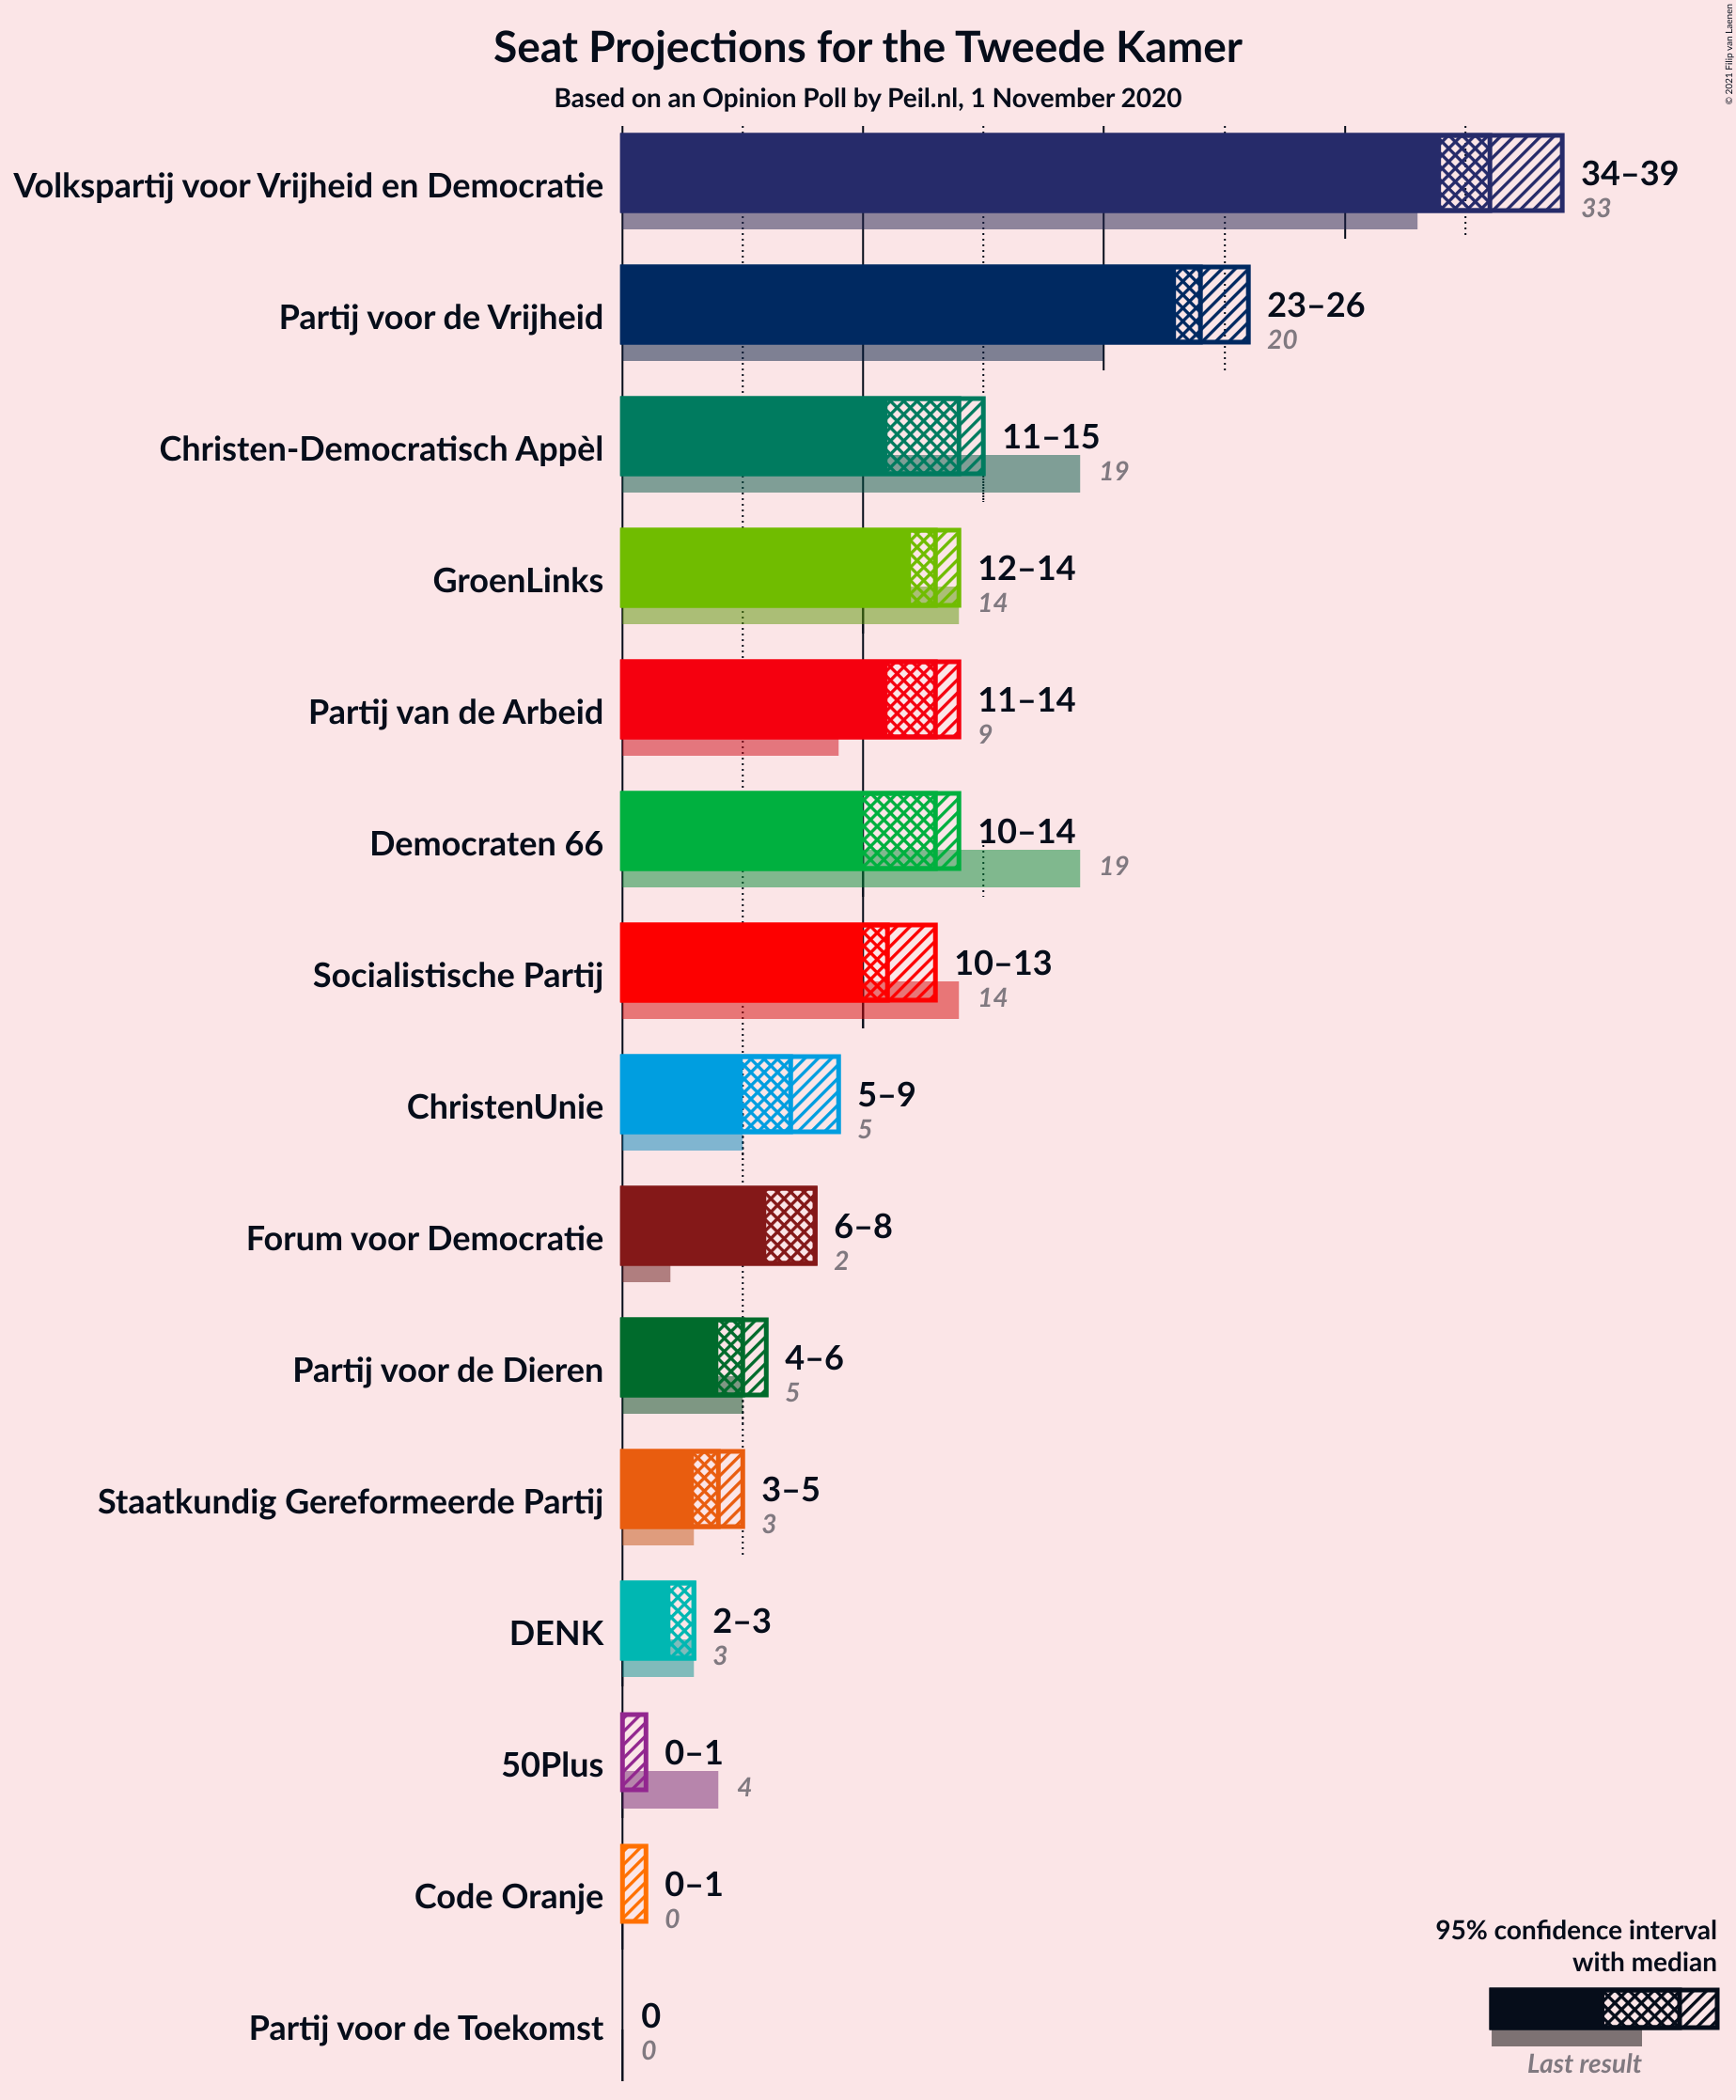 Seat Projections for the Tweede Kamer
Based on an Opinion Poll by Peil.nl, 1 November 2020
© 2021 Filip van Laenen
Volkspartij voor Vrijheid en Democratie
34–39
33
Partij voor de Vrijheid
23–26
20
Christen-Democratisch Appèl
11–15
19
GroenLinks
12–14
14
Partij van de Arbeid
11–14
9
Democraten 66
10–14
19
Socialistische Partij
10–13
14
ChristenUnie
5–9
5
Forum voor Democratie
6–8
2
Partij voor de Dieren
4–6
5
Staatkundig Gereformeerde Partij
3–5
3
DENK
2–3
3
50Plus
0–1
4
Code Oranje
0–1
0
Partij voor de Toekomst
0
0
95% confidence interval
with median
Last result